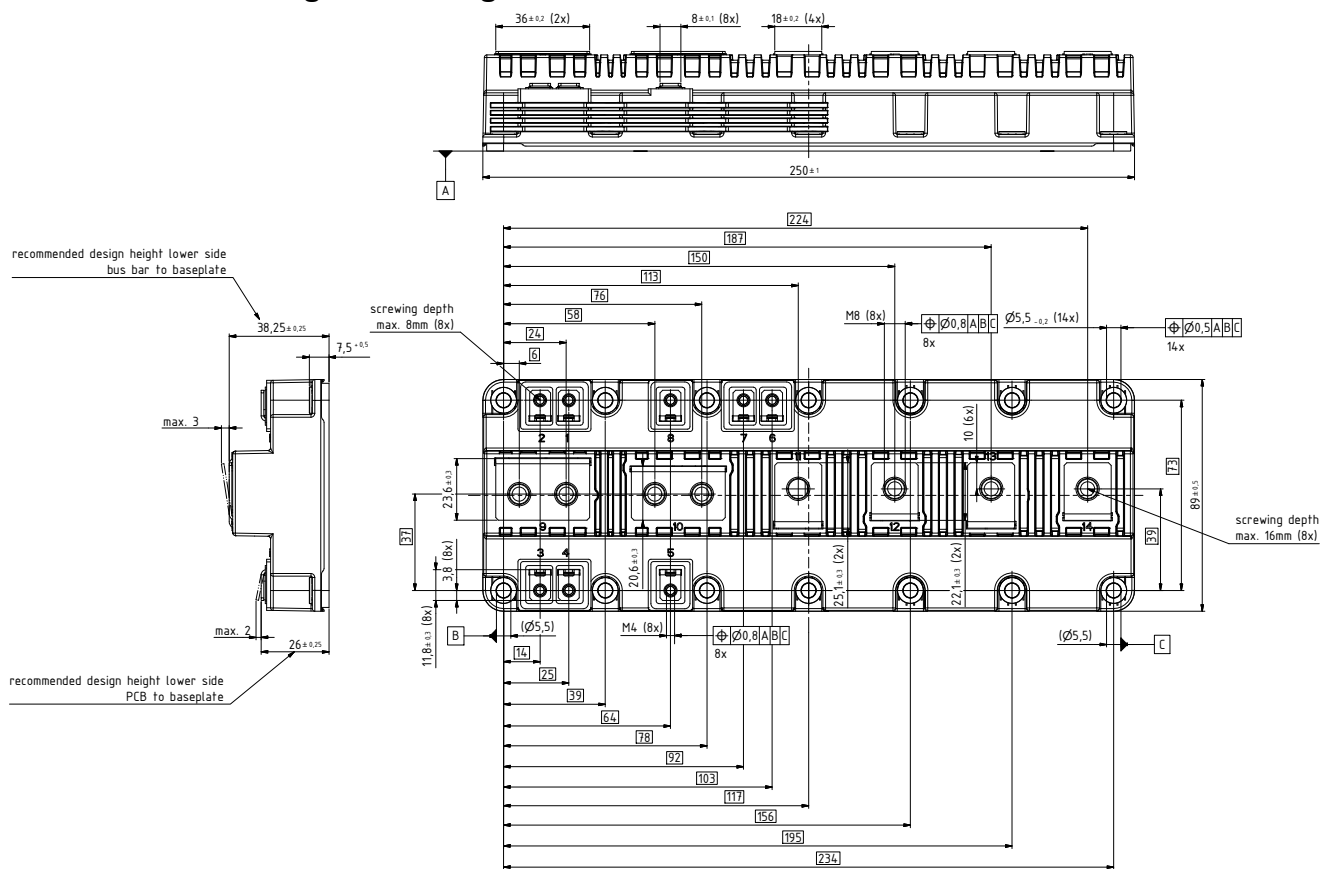 36±0,2 (2x)
8±0,1 (8x)
18±0,2 (4x)
250±1
A
224
187
150
113
76
58
24
6
recommended design height lower side
bus bar to baseplate
38,25±0,25
7,5+0,5
screwing depth
max. 8mm (8x)
M8 (8x)
⌖ Ø0,8 A B C
8x
Ø5,5 -0,2 (14x)
⌖ Ø0,5 A B C
14x
max. 3
2 1 8 7 6
10 (6x)
23,6±0,3
11
13
9 10 12 14
73
89±0,5
39
37
screwing depth
max. 16mm (8x)
3 4 5
20,6±0,3
25,1±0,3 (2x)
22,1±0,3 (2x)
3,8 (8x)
11,8±0,3 (8x)
max. 2
26±0,25
B
(Ø5,5)
M4 (8x)
⌖ Ø0,8 A B C
8x
(Ø5,5)
C
recommended design height lower side
PCB to baseplate
14
25
39
64
78
92
103
117
156
195
234